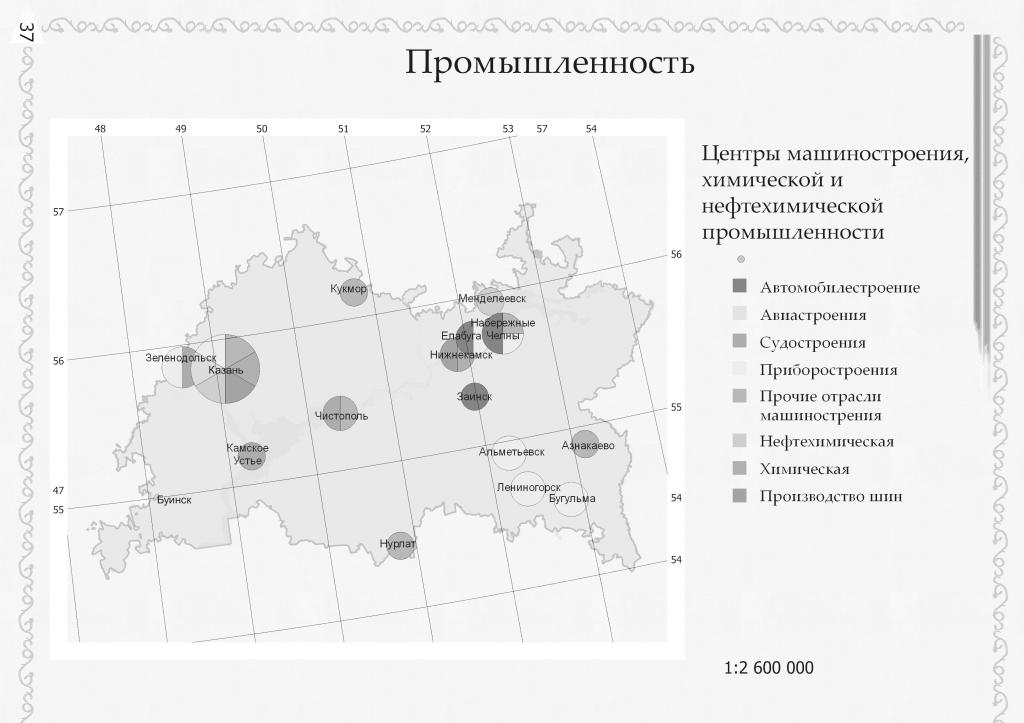 37
Промышленность
48 49 50 51 52 53 57 54
57
56
56
55
47
55
54
54
Кукмор
Менделеевск
Набережные
Челны
Елабуга
Нижнекамск
Зеленодольск
Казань
Заинск
Чистополь
Камское
Устье
Альметьевск
Азнакаево
Лениногорск
Бугульма
Буинск
Нурлат
Центры машиностроения,
химической и
нефтехимической
промышленности
Автомобилестроение
Авиастроения
Судостроения
Приборостроения
Прочие отрасли
машинострения
Нефтехимическая
Химическая
Производство шин
1:2 600 000